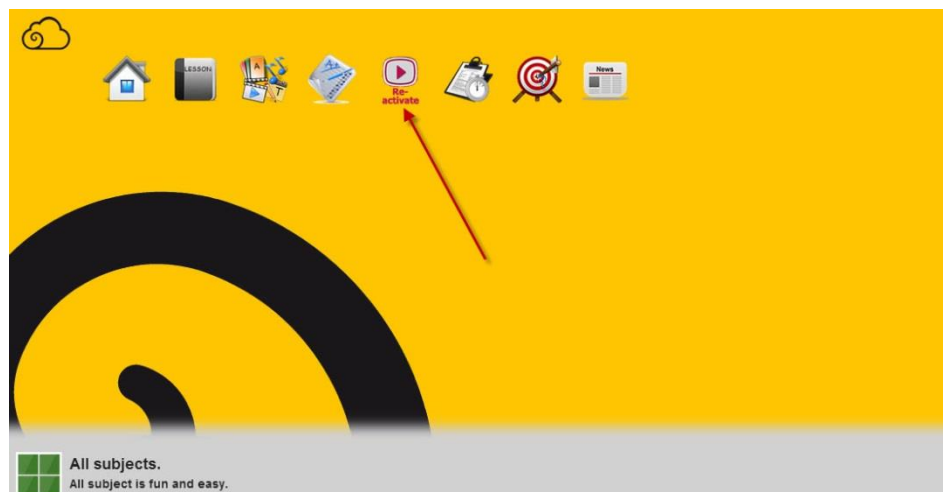 LESSON
A
T
A+
News
Re-
activate
All subjects.
All subject is fun and easy.